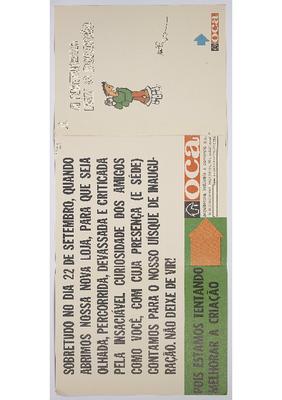 oca
SOBRETUDO NO DIA 22 DE SETEMBRO, QUANDO
ABRIMOS NOSSA NOVA LOJA, PARA QUE SEJA
OLHADA, PERCORRIDA, DEVASSADA E CRITICADA
PELA INSACIÁVEL CURIOSIDADE DOS AMIGOS
COMO VOCÊ, COM CUJA PRESENÇA (E SÊDE)
CONTAMOS PARA O NOSSO UÍSQUE DE INAUGU-
RAÇÃO. NÃO DEIXE DE VIR!
oca
POIS ESTAMOS TENTANDO
MELHORAR A CRIAÇÃO